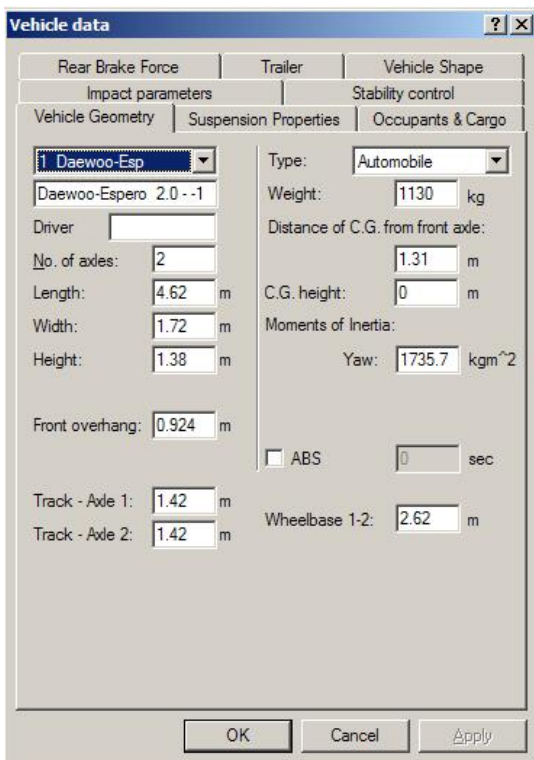 Vehicle data
Rear Brake Force Trailer Vehicle Shape
Impact parameters Stability control
Vehicle Geometry Suspension Properties Occupants & Cargo
1 Daewoo-Esp
Daewoo-Espero 2.0 - -1
Driver
No. of axles: 2
Length: 4.62 m
Width: 1.72 m
Height: 1.38 m
Front overhang: 0.924 m
Track - Axle 1: 1.42 m
Track - Axle 2: 1.42 m
Type: Automobile
Weight: 1130 kg
Distance of C.G. from front axle:
1.31 m
C.G. height: 0 m
Moments of Inertia:
Yaw: 1735.7 kgm^2
ABS 0 sec
Wheelbase 1-2: 2.62 m
OK Cancel Apply